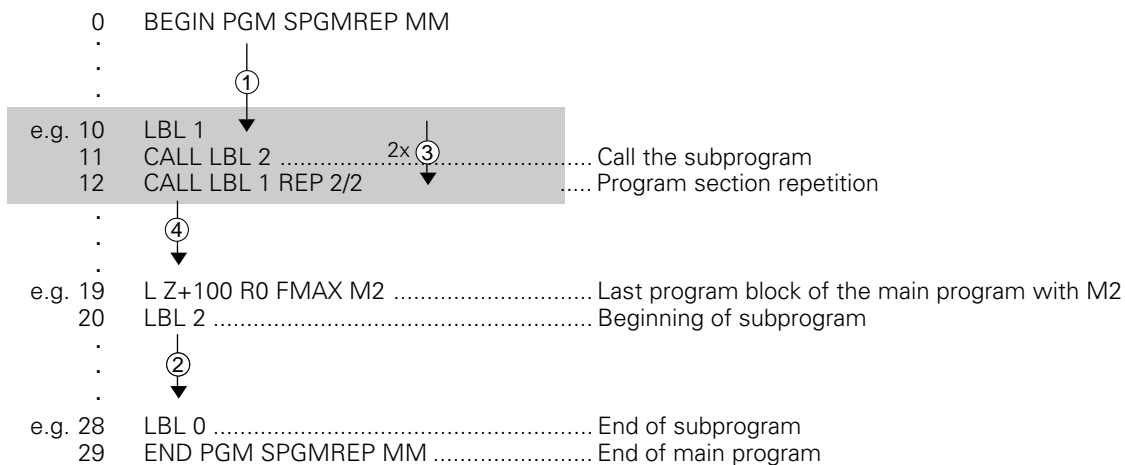 0 BEGIN PGM SPGMREP MM
.
.
.
①
e.g. 10 LBL 1
11 CALL LBL 2 ................ 2x ③ ....................... Call the subprogram
12 CALL LBL 1 REP 2/2 ..... Program section repetition
.
.
.
④
e.g. 19 L Z+100 R0 FMAX M2 .............................. Last program block of the main program with M2
20 LBL 2 ......................................................... Beginning of subprogram
.
.
.
②
e.g. 28 LBL 0 ......................................................... End of subprogram
29 END PGM SPGMREP MM ........................ End of main program